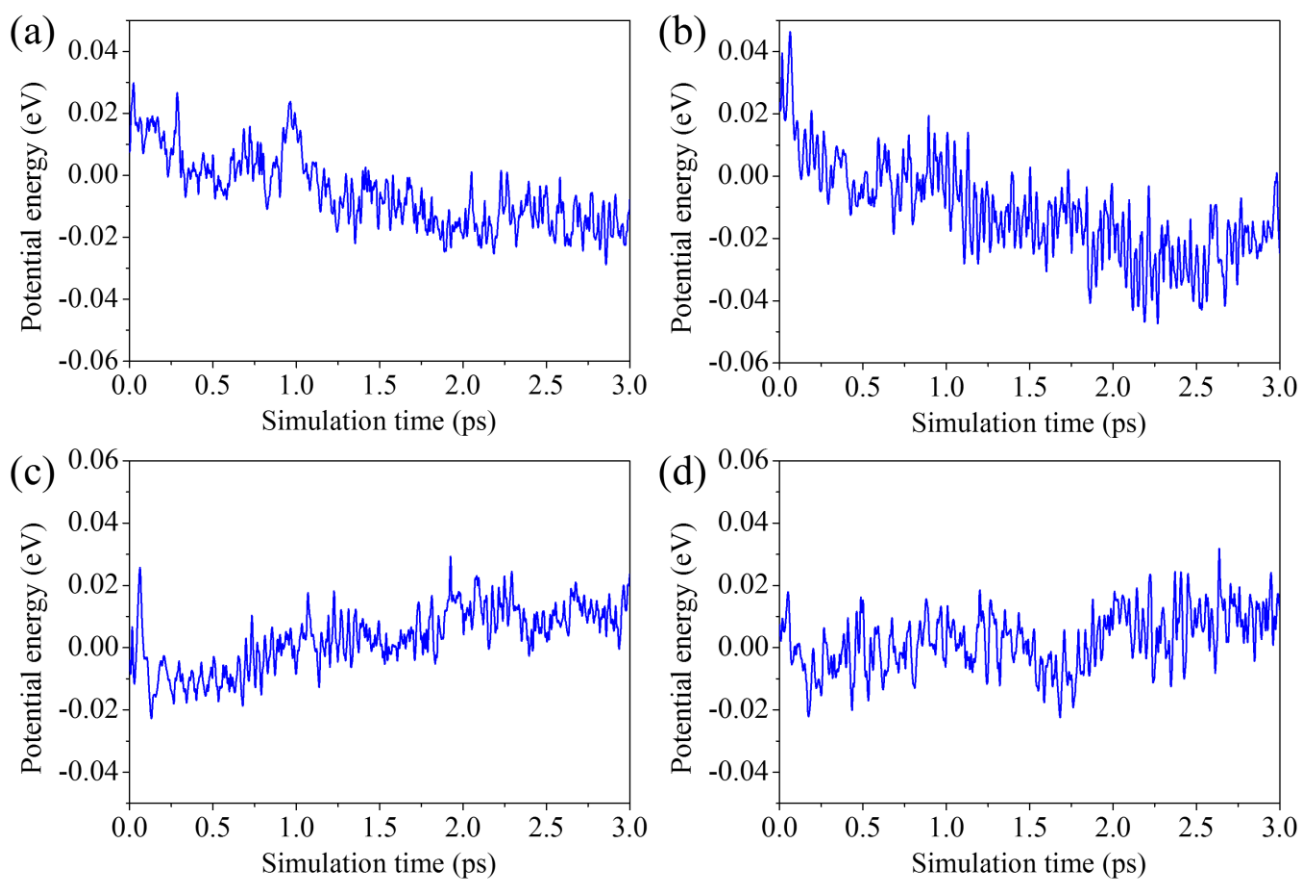 (a)
Potential energy (eV)
0.04
0.02
0.00
-0.02
-0.04
-0.06
0.0 0.5 1.0 1.5 2.0 2.5 3.0
Simulation time (ps)
(b)
Potential energy (eV)
0.04
0.02
0.00
-0.02
-0.04
-0.06
0.0 0.5 1.0 1.5 2.0 2.5 3.0
Simulation time (ps)
(c)
Potential energy (eV)
0.06
0.04
0.02
0.00
-0.02
-0.04
0.0 0.5 1.0 1.5 2.0 2.5 3.0
Simulation time (ps)
(d)
Potential energy (eV)
0.06
0.04
0.02
0.00
-0.02
-0.04
0.0 0.5 1.0 1.5 2.0 2.5 3.0
Simulation time (ps)